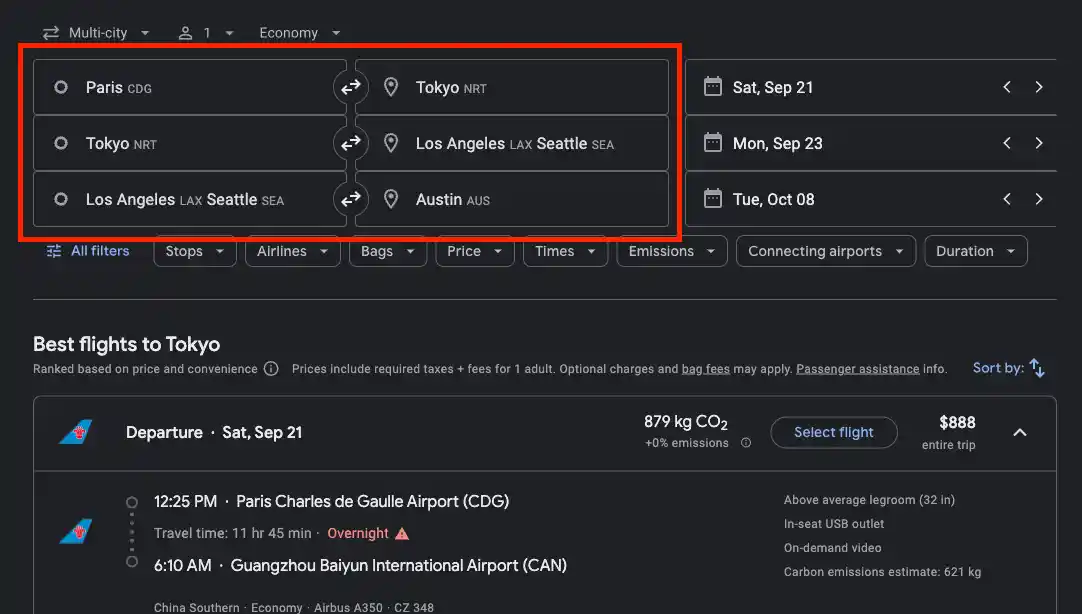 Multi-city 1 Economy
Paris CDG Tokyo NRT Sat, Sep 21
Tokyo NRT Los Angeles LAX Seattle SEA Mon, Sep 23
Los Angeles LAX Seattle SEA Austin AUS Tue, Oct 08
All filters Stops Airlines Bags Price Times Emissions Connecting airports Duration
Best flights to Tokyo
Ranked based on price and convenience Prices include required taxes + fees for 1 adult. Optional charges and bag fees may apply. Passenger assistance info. Sort by:
Departure · Sat, Sep 21 879 kg CO2 Select flight $888
+0% emissions entire trip
12:25 PM · Paris Charles de Gaulle Airport (CDG) Above average legroom (32 in)
In-seat USB outlet
Travel time: 11 hr 45 min · Overnight
On-demand video
6:10 AM · Guangzhou Baiyun International Airport (CAN) Carbon emissions estimate: 621 kg
China Southern · Economy · Airbus A350 · CZ 348